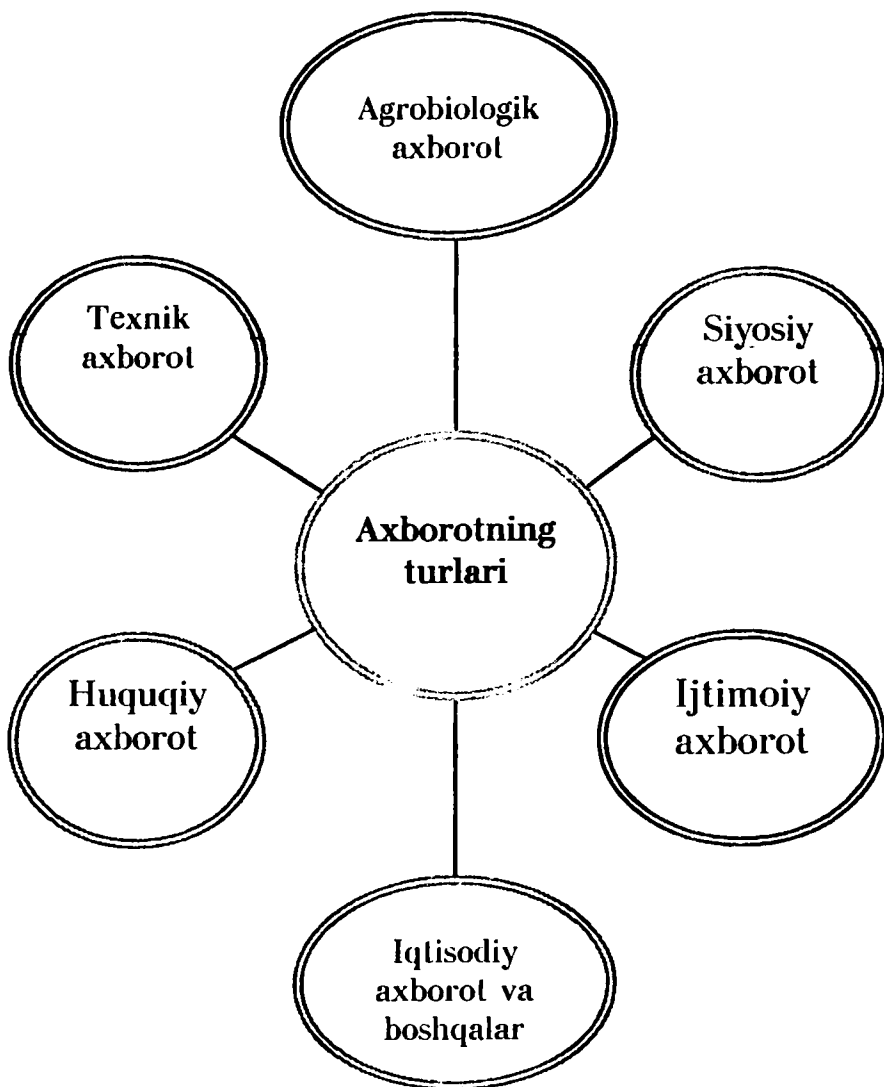 Agrobiologik
axborot
Texnik
axborot
Siyosiy
axborot
Axborotning
turlari
Huquqiy
axborot
Ijtimoiy
axborot
Iqtisodiy
axborot va
boshqalar